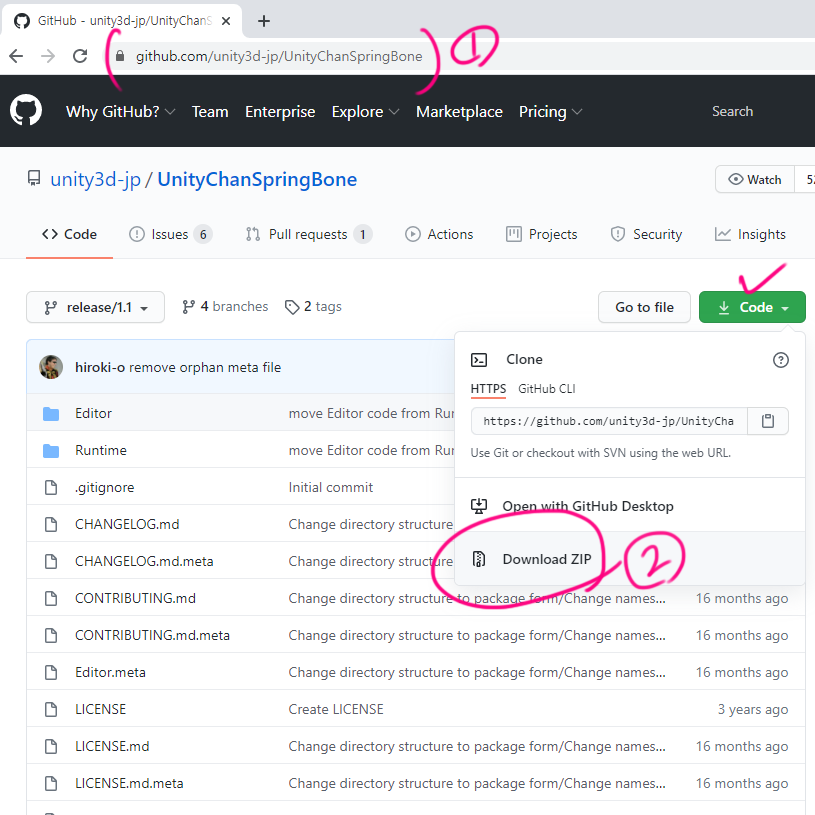 GitHub - unity3d-jp/UnityChanS
github.com/unity3d-jp/UnityChanSpringBone
1
Why GitHub? Team Enterprise Explore Marketplace Pricing Search
unity3d-jp / UnityChanSpringBone
Watch 52
Code Issues 6 Pull requests 1 Actions Projects Security Insights
release/1.1 4 branches 2 tags Go to file Code
hiroki-o remove orphan meta file
Clone
HTTPS GitHub CLI
https://github.com/unity3d-jp/UnityCha
Use Git or checkout with SVN using the web URL.
Open with GitHub Desktop
Download ZIP
2
Editor move Editor code from Run
Runtime move Editor code from Run
.gitignore Initial commit
CHANGELOG.md Change directory structure
CHANGELOG.md.meta Change directory structure
CONTRIBUTING.md Change directory structure to package form/Change names... 16 months ago
CONTRIBUTING.md.meta Change directory structure to package form/Change names... 16 months ago
Editor.meta Change directory structure to package form/Change names... 16 months ago
LICENSE Create LICENSE 3 years ago
LICENSE.md Change directory structure to package form/Change names... 16 months ago
LICENSE.md.meta Change directory structure to package form/Change names... 16 months ago